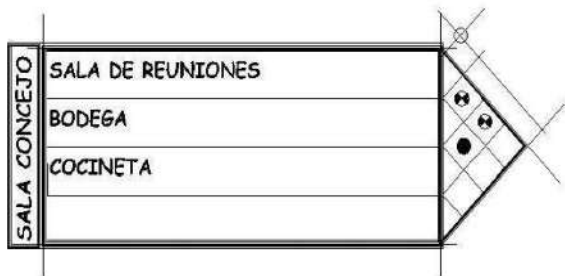 SALA CONCEJO
SALA DE REUNIONES
BODEGA
COCINETA